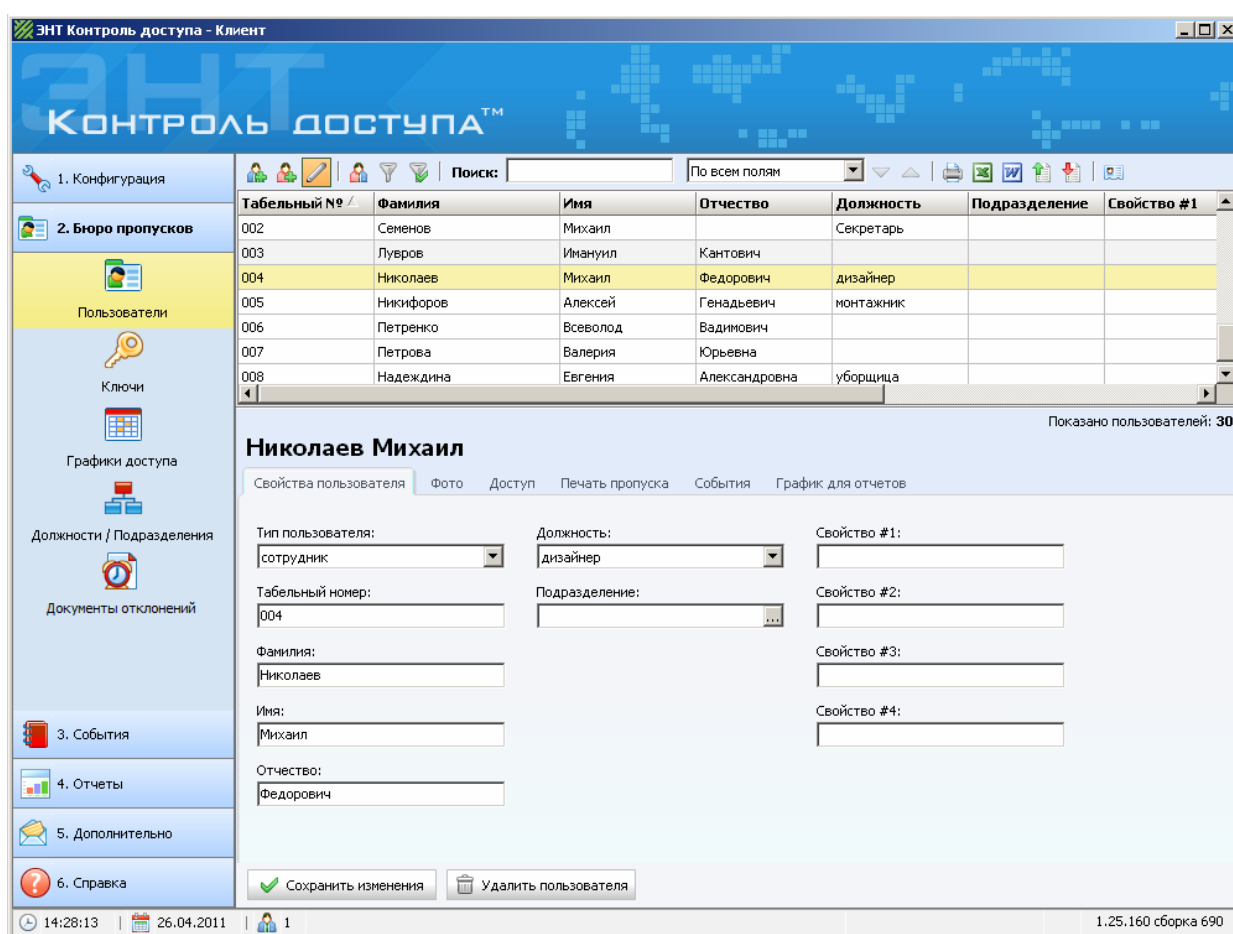 ЭНТ Контроль доступа - Клиент
ЭНТ
Контроль доступа™
1. Конфигурация
2. Бюро пропусков
Пользователи
Ключи
Графики доступа
Должности / Подразделения
Документы отклонений
3. События
4. Отчеты
5. Дополнительно
6. Справка
Поиск: По всем полям
Табельный № Фамилия Имя Отчество Должность Подразделение Свойство #1
002 Семенов Михаил Секретарь
003 Лувров Имануил Кантович
004 Николаев Михаил Федорович дизайнер
005 Никифоров Алексей Генадьевич монтажник
006 Петренко Всеволод Вадимович
007 Петрова Валерия Юрьевна
008 Надеждина Евгения Александровна уборщица
Показано пользователей: 30
Николаев Михаил
Свойства пользователя Фото Доступ Печать пропуска События График для отчетов
Тип пользователя: Должность: Свойство #1:
сотрудник дизайнер
Табельный номер: Подразделение: Свойство #2:
004 ...
Фамилия: Свойство #3:
Николаев
Имя: Свойство #4:
Михаил
Отчество:
Федорович
Сохранить изменения Удалить пользователя
14:28:13 | 26.04.2011 | 1 1.25.160 сборка 690